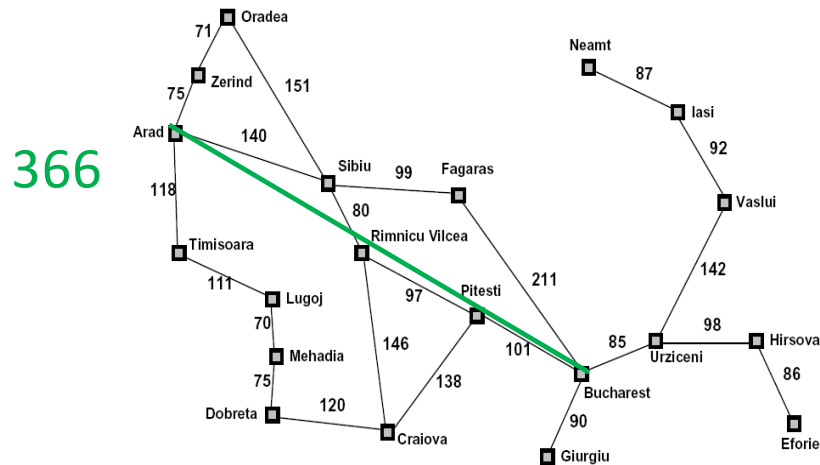 Oradea
71
Neamt
Zerind
87
151
75
Iasi
Arad
140
92
366
Sibiu
99
Fagaras
118
80
Vaslui
Timisoara
Rimnicu Vilcea
142
111
211
Lugoj
97
Pitesti
70
98
Hirsova
146
101
85
Urziceni
Mehadia
86
75
138
Bucharest
Dobreta
120
90
Craiova
Eforie
Giurgiu